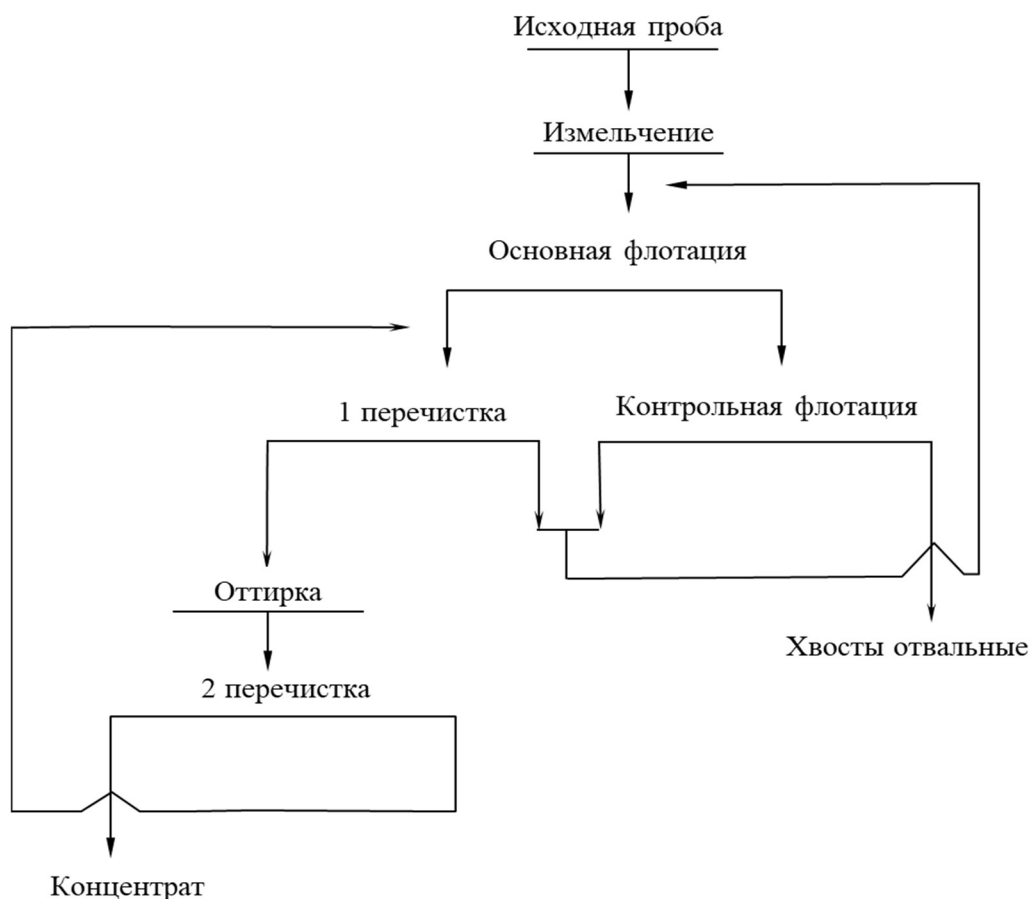 Исходная проба
Измельчение
Основная флотация
1 перечистка
Контрольная флотация
Оттирка
Хвосты отвальные
2 перечистка
Концентрат